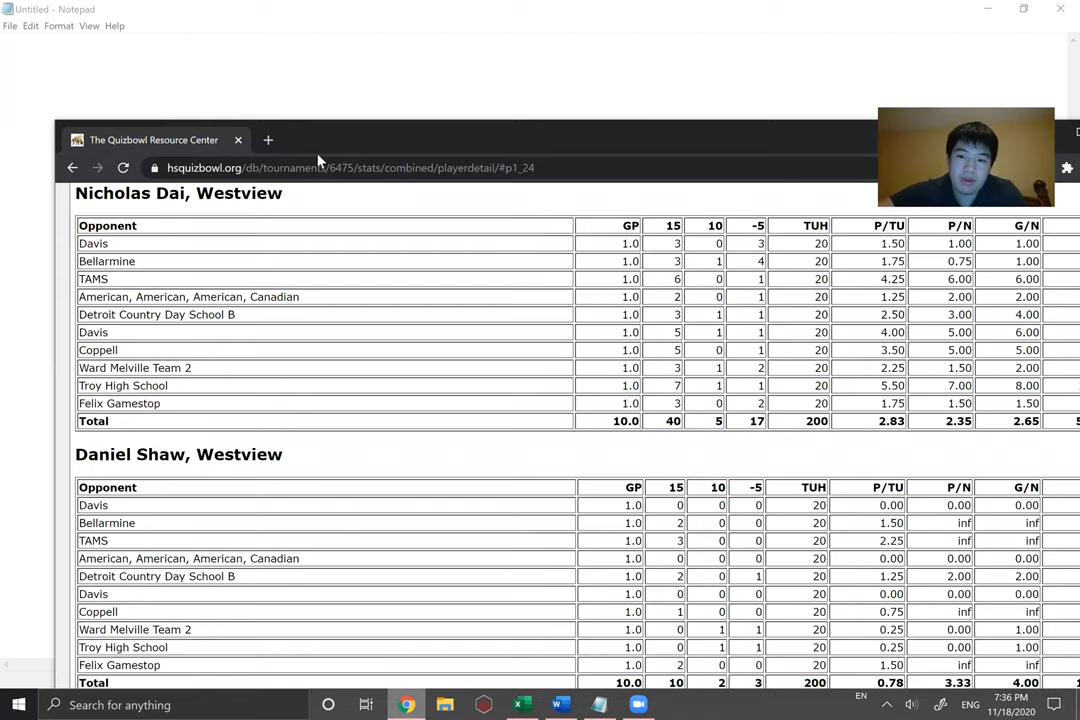 Untitled - Notepad
File Edit Format View Help
The Quizbowl Resource Center
hsquizbowl.org/db/tournaments/6475/stats/combined/playerdetail/#p1_24
Nicholas Dai, Westview
Opponent GP 15 10 -5 TUH P/TU P/N G/N
Davis 1.0 3 0 3 20 1.50 1.00 1.00
Bellarmine 1.0 3 1 4 20 1.75 0.75 1.00
TAMS 1.0 6 0 1 20 4.25 6.00 6.00
American, American, American, Canadian 1.0 2 0 1 20 1.25 2.00 2.00
Detroit Country Day School B 1.0 3 1 1 20 2.50 3.00 4.00
Davis 1.0 5 1 1 20 4.00 5.00 6.00
Coppell 1.0 5 0 1 20 3.50 5.00 5.00
Ward Melville Team 2 1.0 3 1 2 20 2.25 1.50 2.00
Troy High School 1.0 7 1 1 20 5.50 7.00 8.00
Felix Gamestop 1.0 3 0 2 20 1.75 1.50 1.50
Total 10.0 40 5 17 200 2.83 2.35 2.65
Daniel Shaw, Westview
Opponent GP 15 10 -5 TUH P/TU P/N G/N
Davis 1.0 0 0 0 20 0.00 0.00 0.00
Bellarmine 1.0 2 0 0 20 1.50 inf inf
TAMS 1.0 3 0 0 20 2.25 inf inf
American, American, American, Canadian 1.0 0 0 0 20 0.00 0.00 0.00
Detroit Country Day School B 1.0 2 0 1 20 1.25 2.00 2.00
Davis 1.0 0 0 0 20 0.00 0.00 0.00
Coppell 1.0 1 0 0 20 0.75 inf inf
Ward Melville Team 2 1.0 0 1 1 20 0.25 0.00 1.00
Troy High School 1.0 0 1 1 20 0.25 0.00 1.00
Felix Gamestop 1.0 2 0 0 20 1.50 inf inf
Total 10.0 10 2 3 200 0.78 3.33 4.00
Search for anything
EN
ENG
7:36 PM
11/18/2020